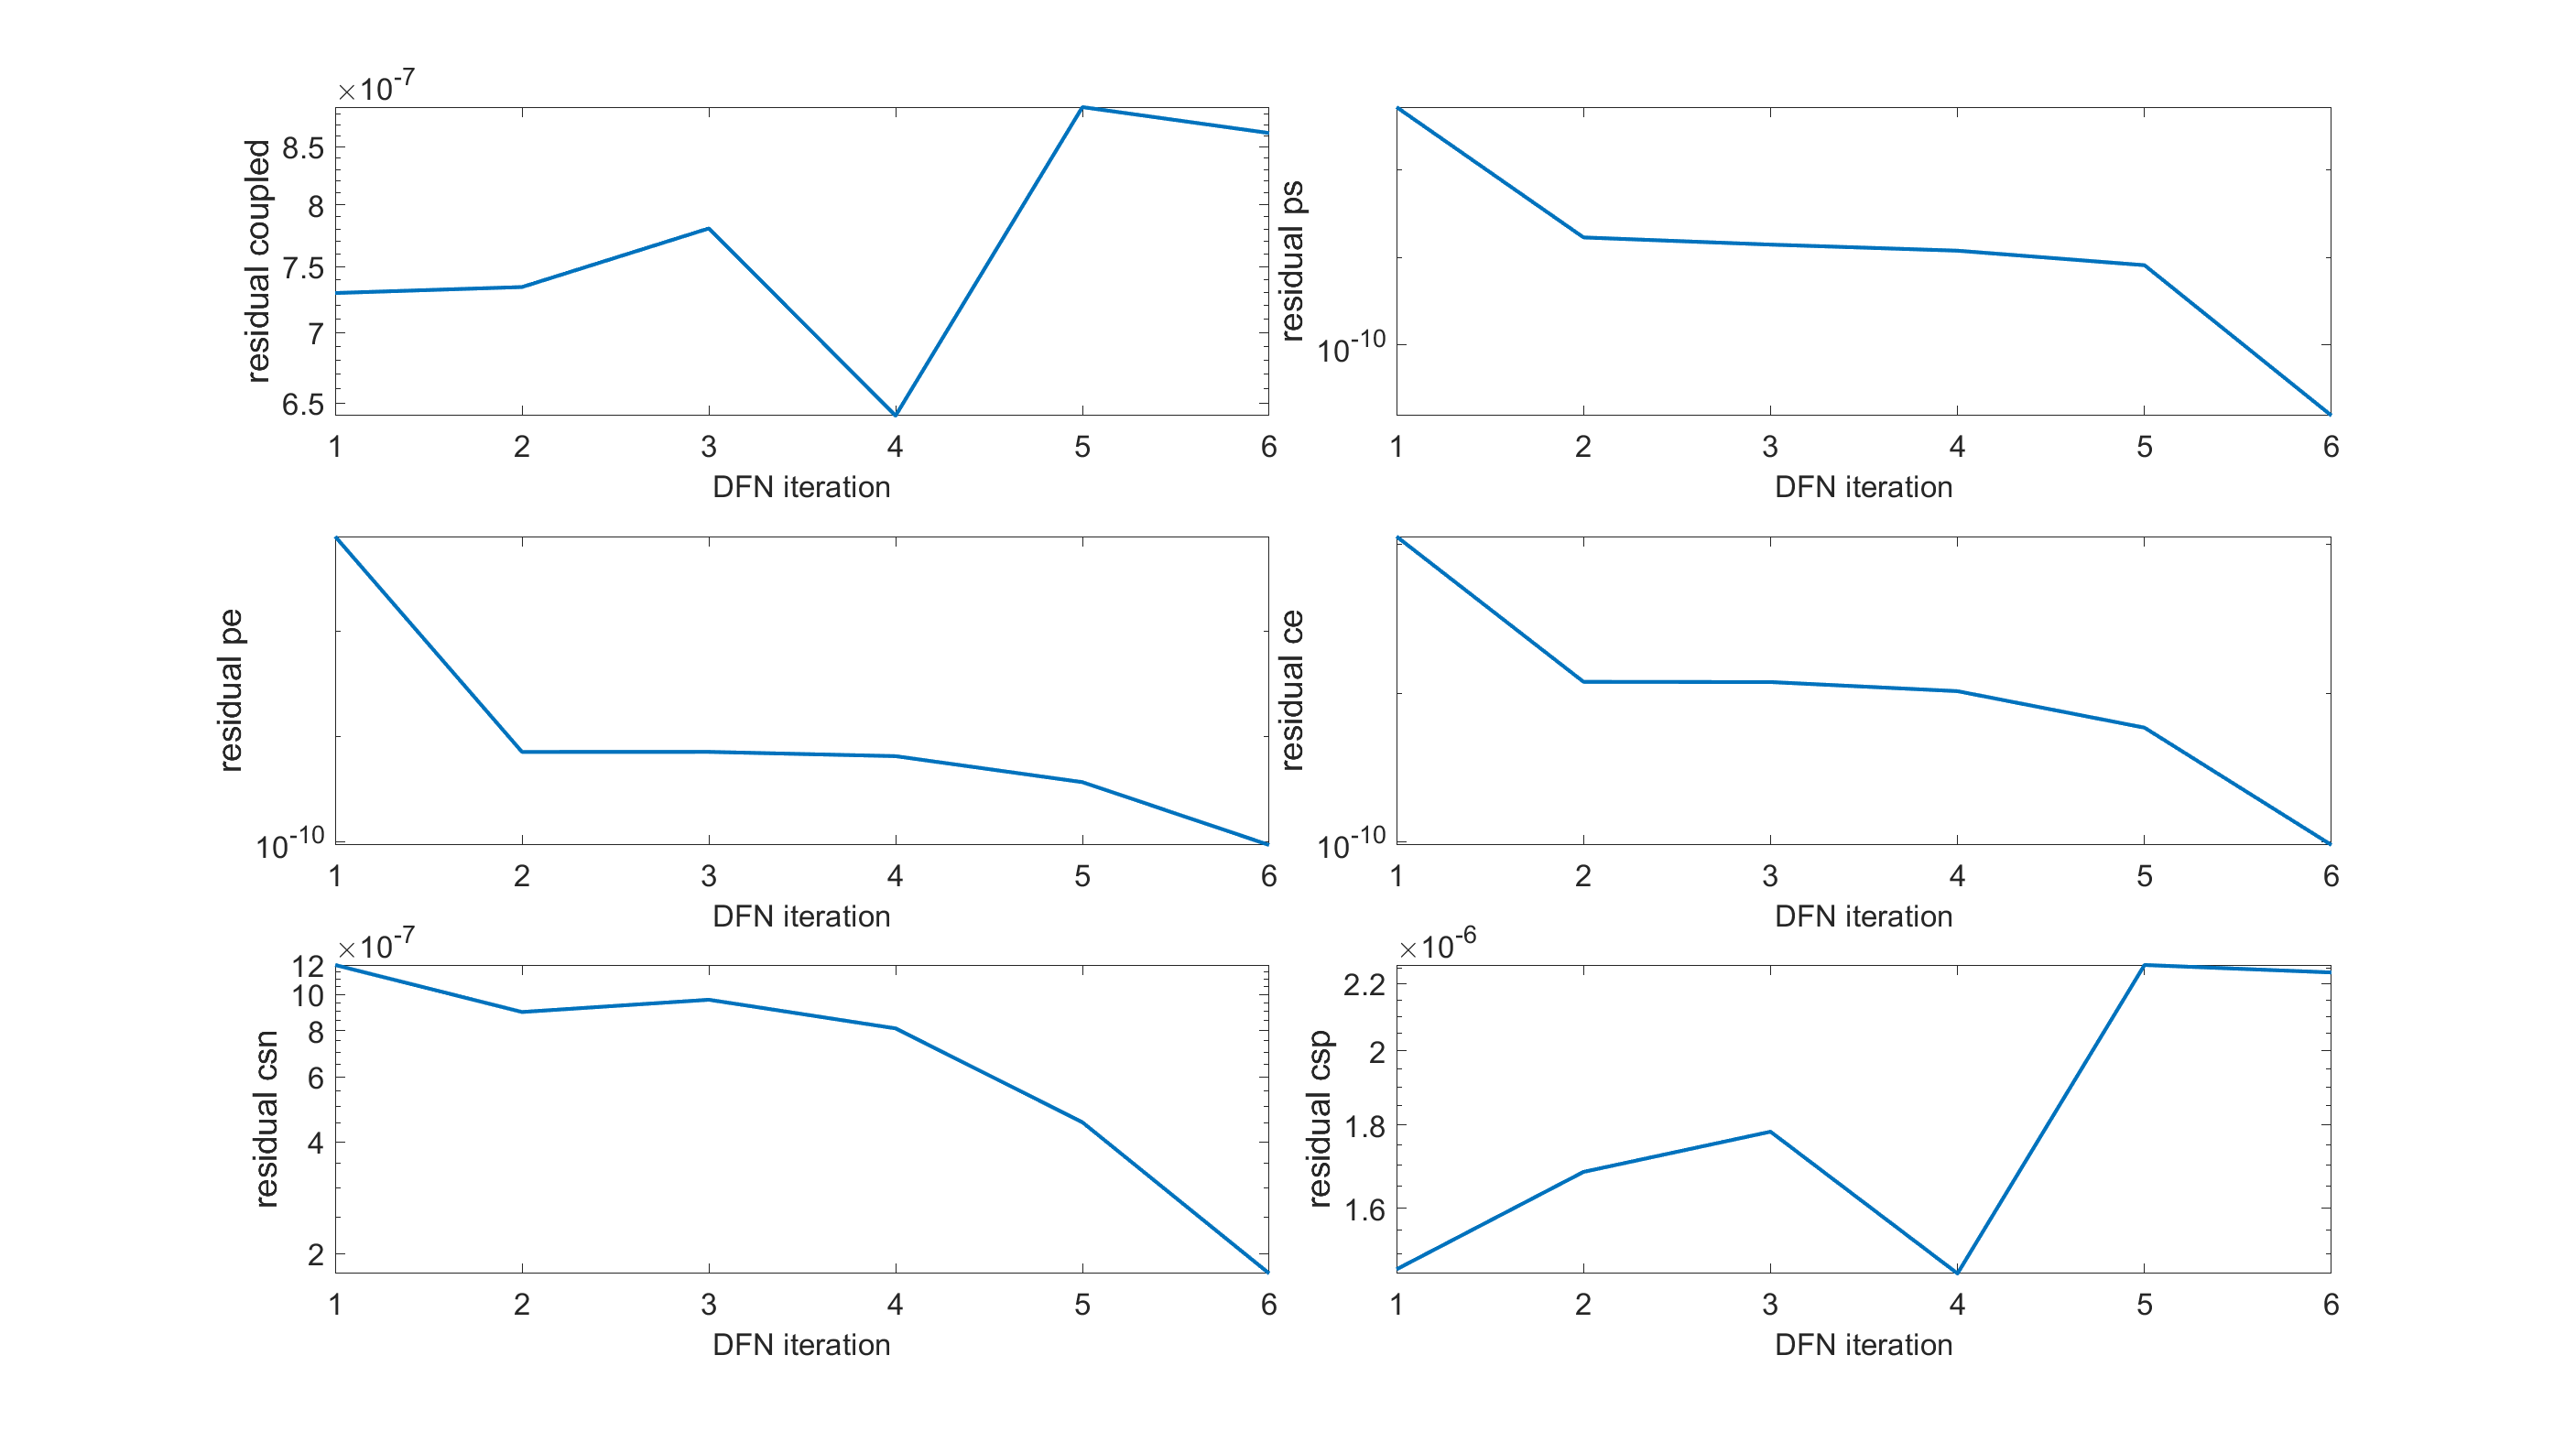 ×10-7
residual coupled
8.5
8
7.5
7
6.5
1 2 3 4 5 6
DFN iteration
residual ps
10-10
1 2 3 4 5 6
DFN iteration
residual pe
10-10
1 2 3 4 5 6
DFN iteration
residual ce
10-10
1 2 3 4 5 6
DFN iteration
×10-7
residual csn
12
10
8
6
4
2
1 2 3 4 5 6
DFN iteration
×10-6
residual csp
2.2
2
1.8
1.6
1 2 3 4 5 6
DFN iteration